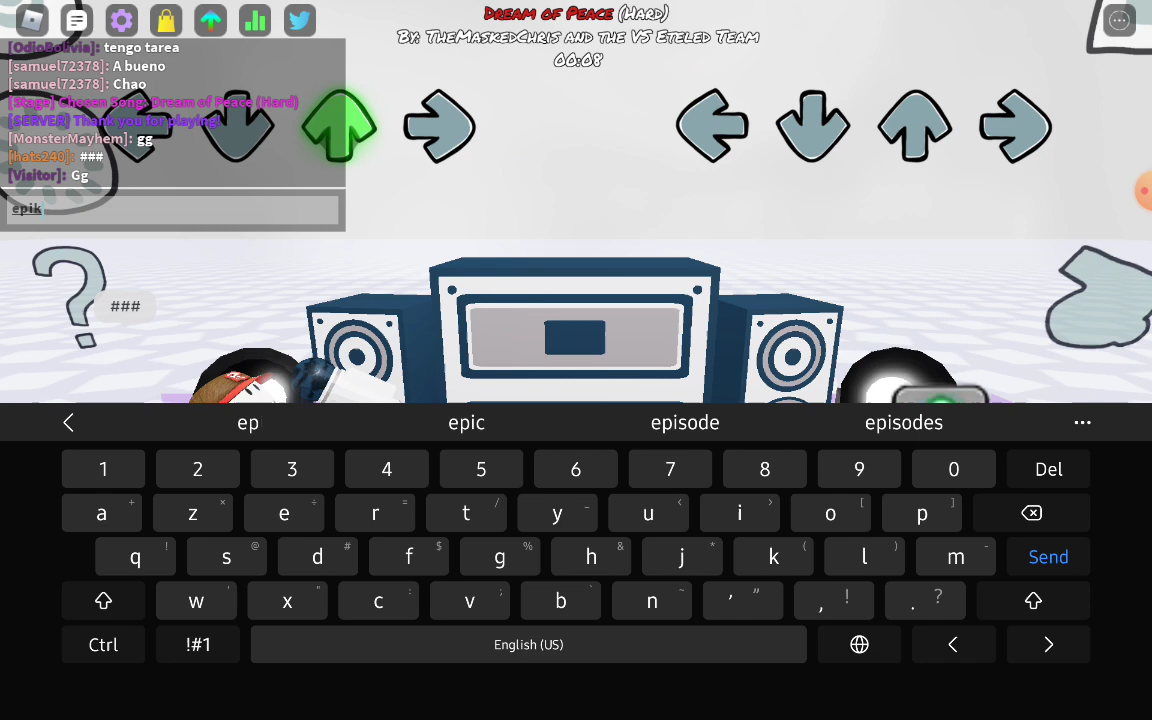 Dream of Peace (Hard)
By: TheMaskedChris and the VS Eteled Team
00:08
[OdioBolivia]: tengo tarea
[samuel72378]: A bueno
[samuel72378]: Chao
[Stage] Chosen Song: Dream of Peace (Hard)
[SERVER] Thank you for playing!
[MonsterMayhem]: gg
[hats240]: ###
[Visitor]: Gg
epik
?
###
ep epic episode episodes ...
1 2 3 4 5 6 7 8 9 0 Del
a + z × e ÷ r = t / y _ u < i > o [ p ]
q ! s @ d # f $ g % h & j * k ( l ) m - Send
w ' x " c : v ; b ` n ~ ' " , ! . ?
Ctrl !#1 English (US) < >